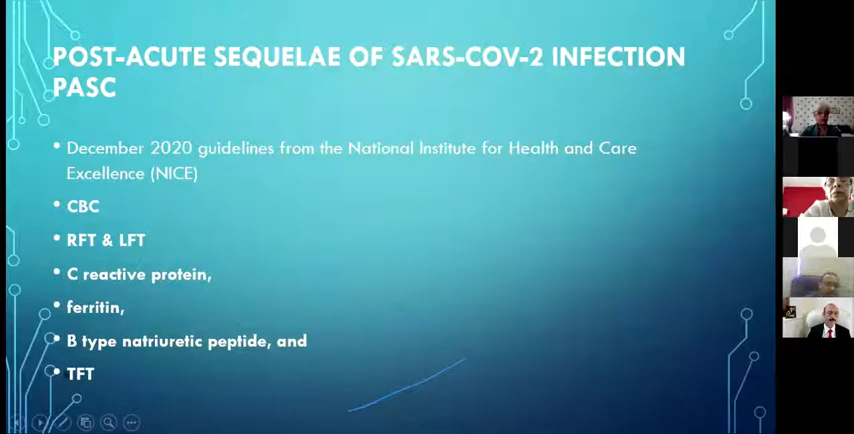 POST-ACUTE SEQUELAE OF SARS-COV-2 INFECTION
PASC
• December 2020 guidelines from the National Institute for Health and Care
Excellence (NICE)
• CBC
• RFT & LFT
• C reactive protein,
• ferritin,
• B type natriuretic peptide, and
• TFT